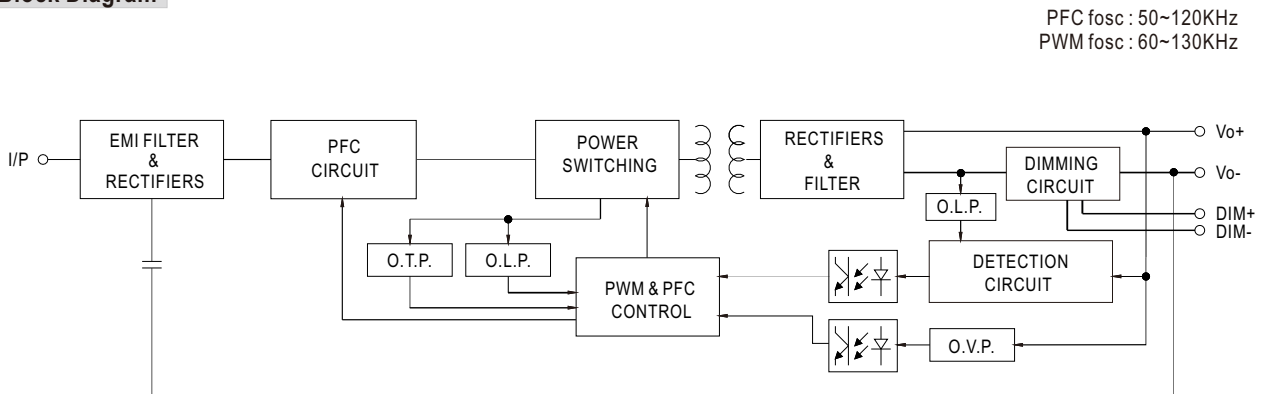 Block Diagram
PFC fosc : 50~120KHz
PWM fosc : 60~130KHz
I/P
EMI FILTER
&
RECTIFIERS
PFC
CIRCUIT
POWER
SWITCHING
RECTIFIERS
&
FILTER
DIMMING
CIRCUIT
Vo+
Vo-
DIM+
DIM-
O.L.P.
O.T.P.
O.L.P.
PWM & PFC
CONTROL
DETECTION
CIRCUIT
O.V.P.